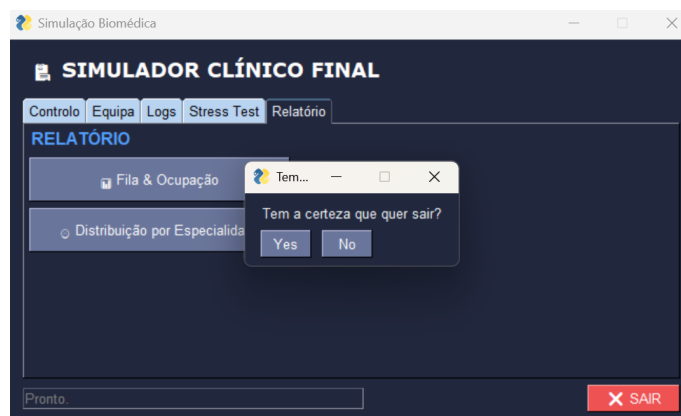 Simulação Biomédica
SIMULADOR CLÍNICO FINAL
Controlo Equipa Logs Stress Test Relatório
RELATÓRIO
Fila & Ocupação
Distribuição por Especialida
Tem...
Tem a certeza que quer sair?
Yes No
Pronto.
SAIR